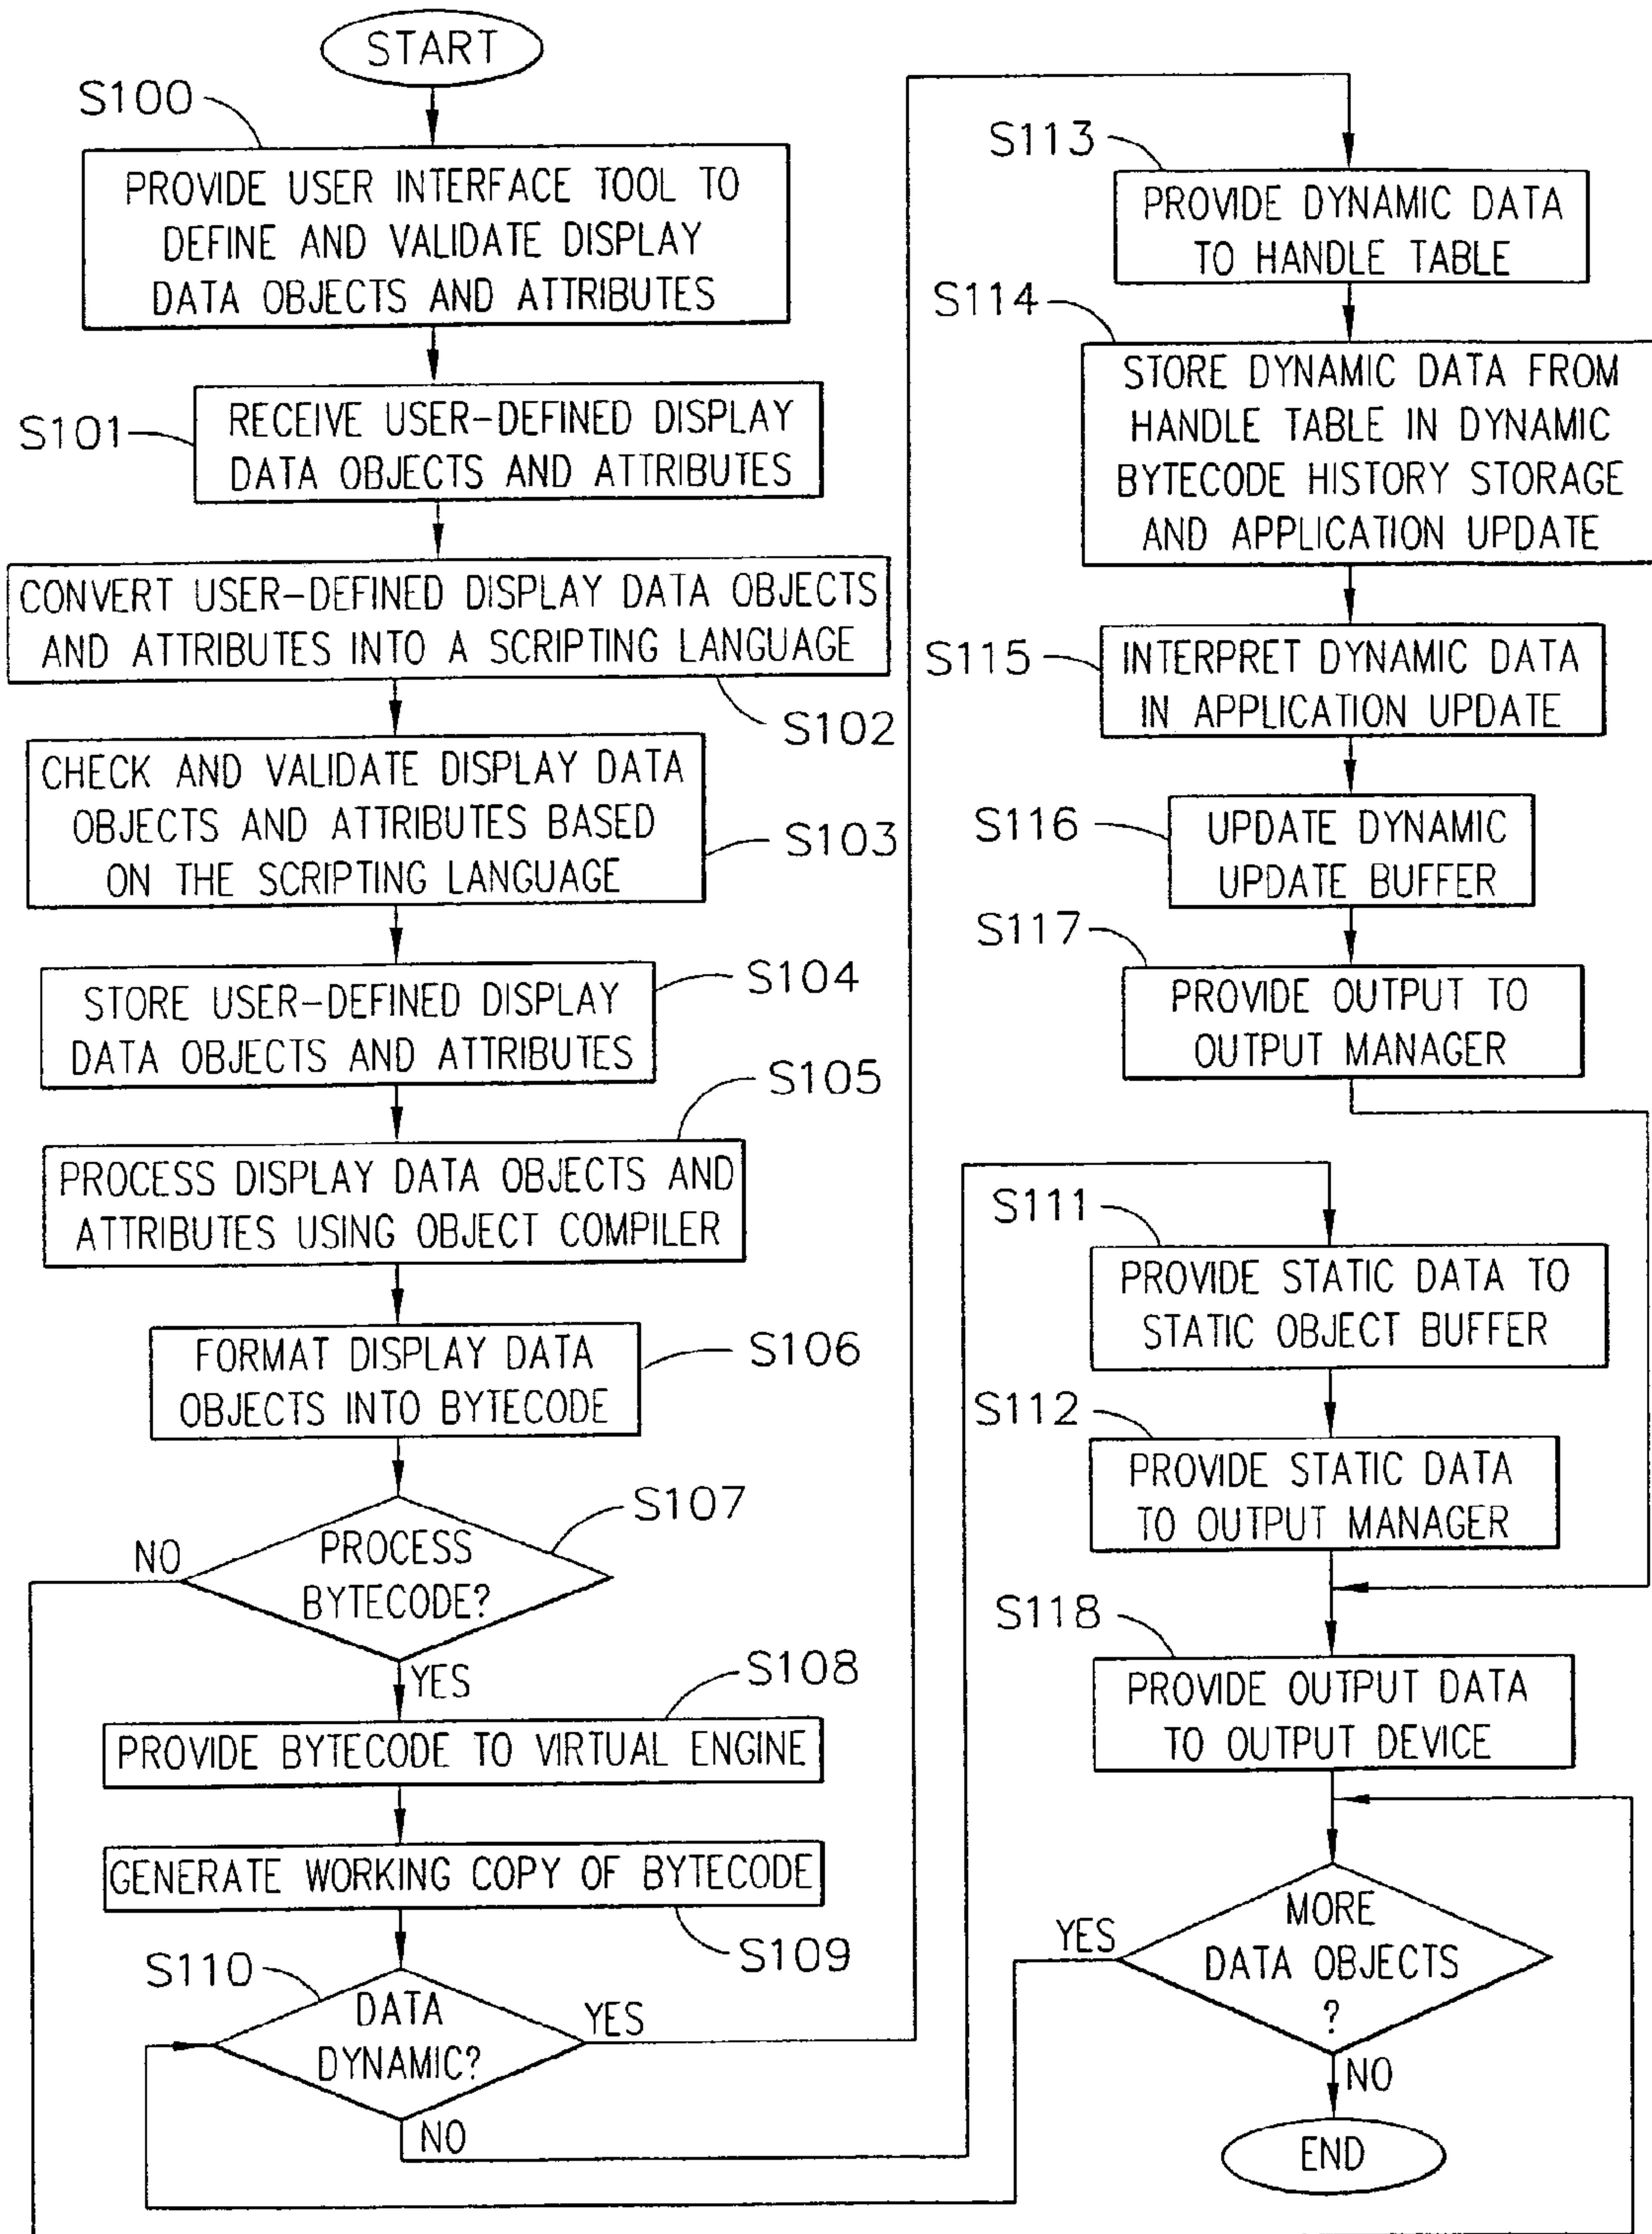 START
S100
PROVIDE USER INTERFACE TOOL TO
DEFINE AND VALIDATE DISPLAY
DATA OBJECTS AND ATTRIBUTES
S101
RECEIVE USER-DEFINED DISPLAY
DATA OBJECTS AND ATTRIBUTES
CONVERT USER-DEFINED DISPLAY DATA OBJECTS
AND ATTRIBUTES INTO A SCRIPTING LANGUAGE
S102
CHECK AND VALIDATE DISPLAY DATA
OBJECTS AND ATTRIBUTES BASED
ON THE SCRIPTING LANGUAGE
S103
STORE USER-DEFINED DISPLAY
DATA OBJECTS AND ATTRIBUTES
S104
S105
PROCESS DISPLAY DATA OBJECTS AND
ATTRIBUTES USING OBJECT COMPILER
FORMAT DISPLAY DATA
OBJECTS INTO BYTECODE
S106
S107
PROCESS
BYTECODE?
NO
YES
S108
PROVIDE BYTECODE TO VIRTUAL ENGINE
GENERATE WORKING COPY OF BYTECODE
S109
S110
DATA
DYNAMIC?
YES
NO
S113
PROVIDE DYNAMIC DATA
TO HANDLE TABLE
S114
STORE DYNAMIC DATA FROM
HANDLE TABLE IN DYNAMIC
BYTECODE HISTORY STORAGE
AND APPLICATION UPDATE
S115
INTERPRET DYNAMIC DATA
IN APPLICATION UPDATE
S116
UPDATE DYNAMIC
UPDATE BUFFER
S117
PROVIDE OUTPUT TO
OUTPUT MANAGER
S111
PROVIDE STATIC DATA TO
STATIC OBJECT BUFFER
S112
PROVIDE STATIC DATA
TO OUTPUT MANAGER
S118
PROVIDE OUTPUT DATA
TO OUTPUT DEVICE
YES
MORE
DATA OBJECTS
?
NO
END